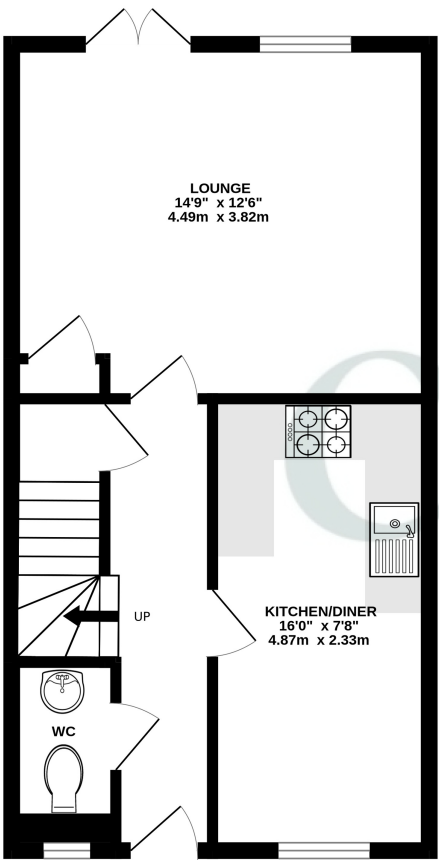 LOUNGE
14'9" x 12'6"
4.49m x 3.82m
UP
KITCHEN/DINER
16'0" x 7'8"
4.87m x 2.33m
WC